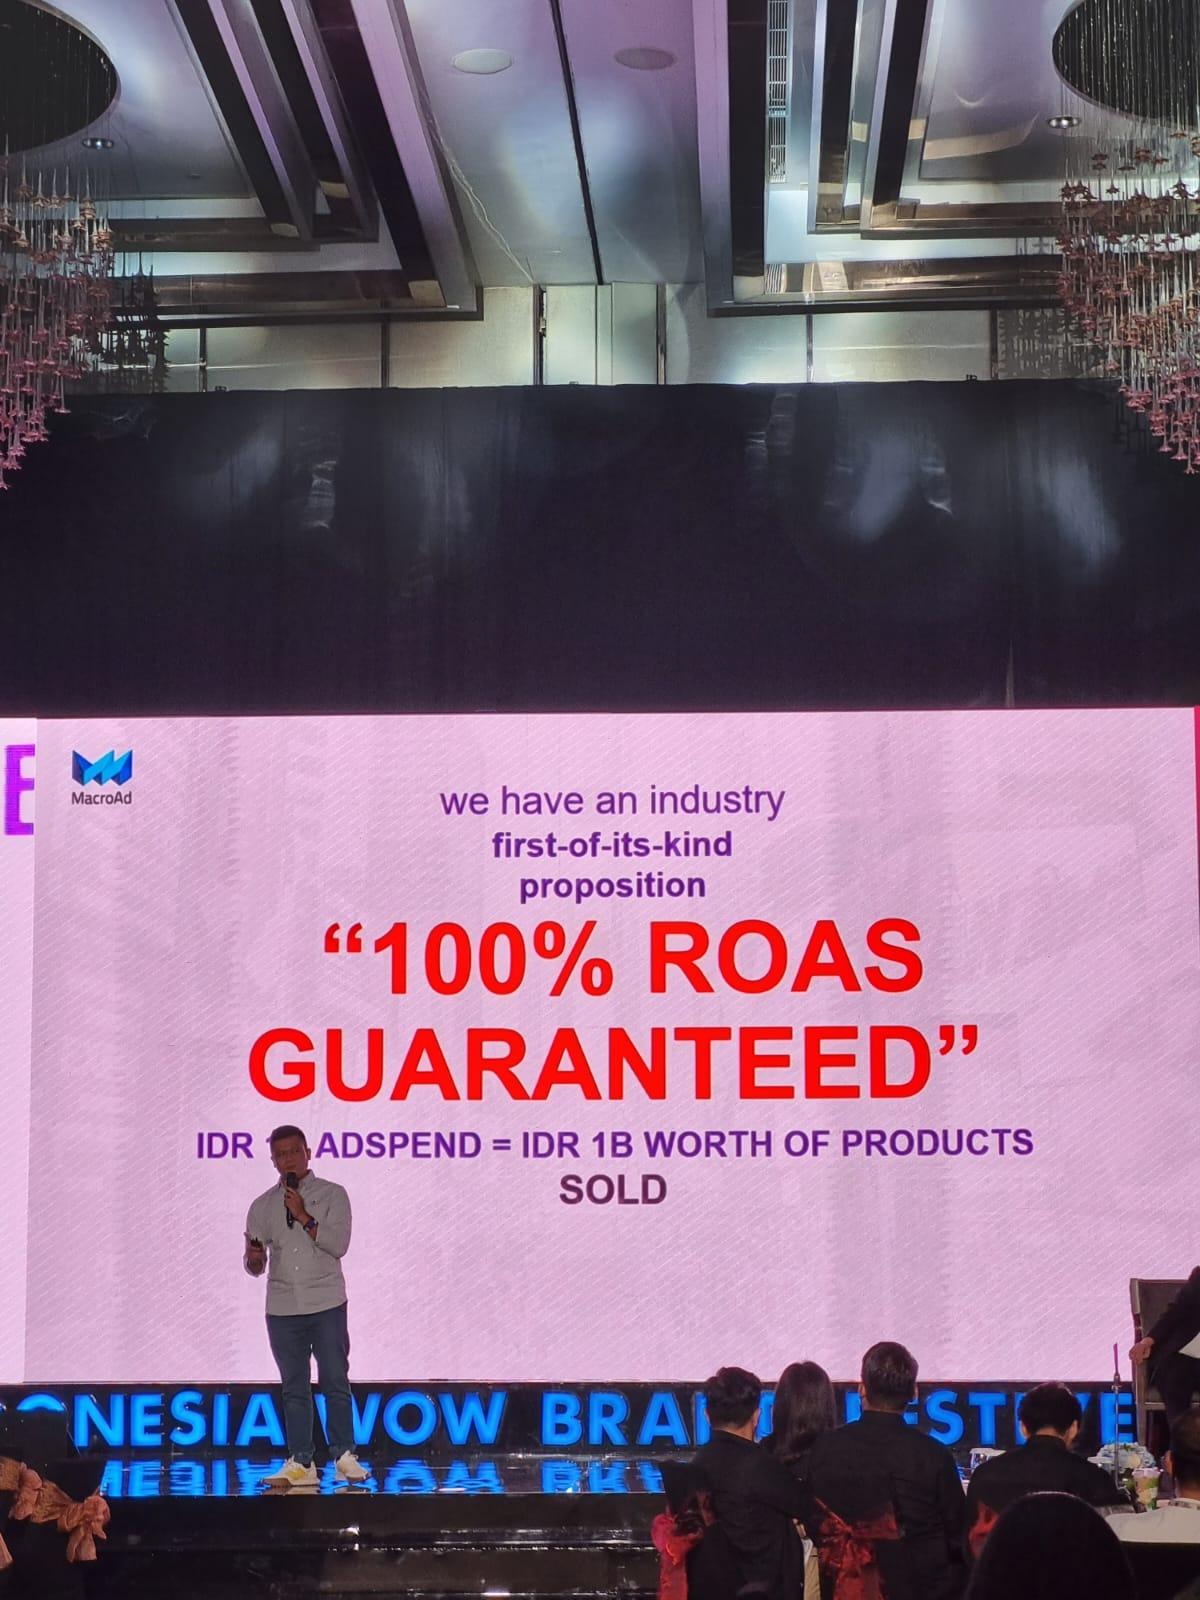 E
MacroAd
we have an industry
first-of-its-kind
proposition
“100% ROAS
GUARANTEED”
IDR ADSPEND = IDR 1B WORTH OF PRODUCTS
SOLD
ONESIA WOW BRA